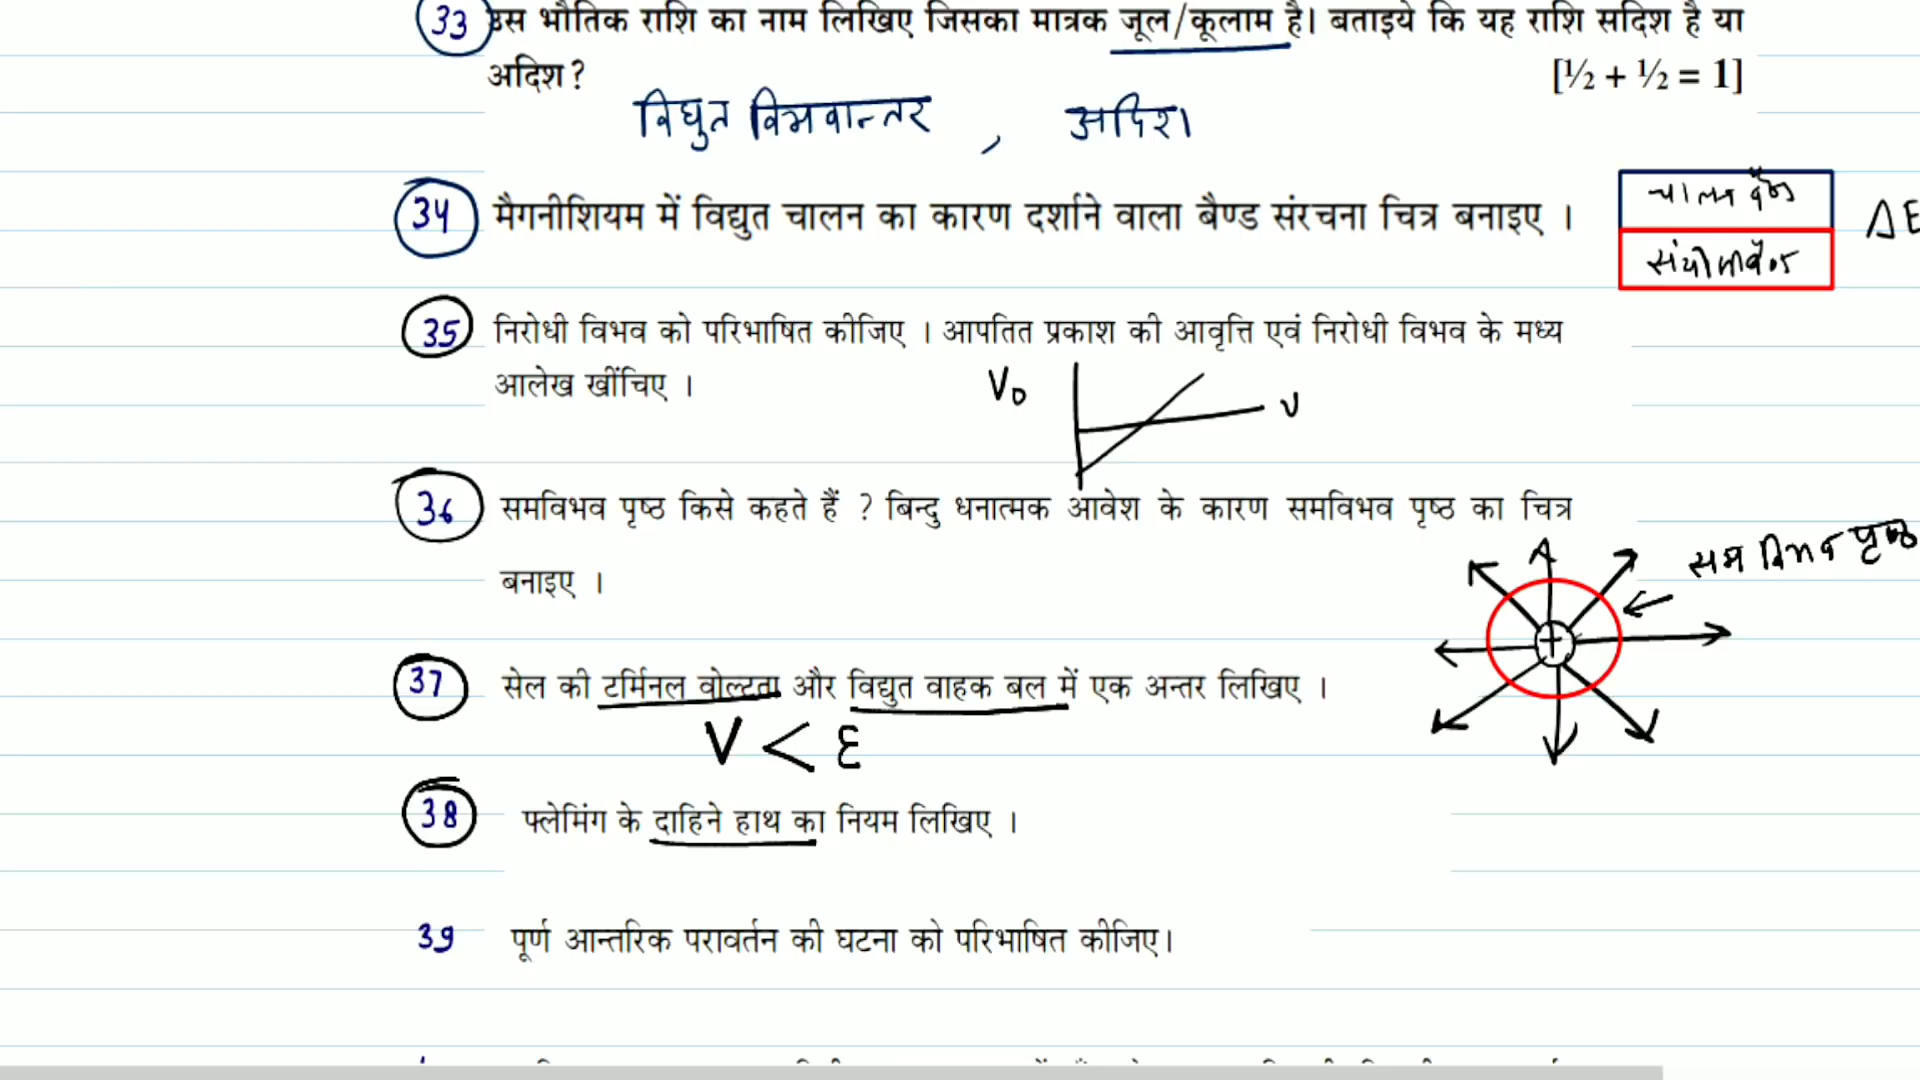 33 उस भौतिक राशि का नाम लिखिए जिसका मात्रक जूल/कूलाम है। बताइये कि यह राशि सदिश है या
अदिश? [½ + ½ = 1]
विद्युत विभवान्तर , अदिश।
34 मैगनीशियम में विद्युत चालन का कारण दर्शाने वाला बैण्ड संरचना चित्र बनाइए ।
चालन बैंड
संयोजी बैण्ड
ΔE
35 निरोधी विभव को परिभाषित कीजिए । आपतित प्रकाश की आवृत्ति एवं निरोधी विभव के मध्य
आलेख खींचिए ।
V₀
ν
36 समविभव पृष्ठ किसे कहते हैं ? बिन्दु धनात्मक आवेश के कारण समविभव पृष्ठ का चित्र
बनाइए ।
सम विभव पृष्ठ
+
37 सेल की टर्मिनल वोल्टता और विद्युत वाहक बल में एक अन्तर लिखिए ।
V < ε
38 फ्लेमिंग के दाहिने हाथ का नियम लिखिए ।
39 पूर्ण आन्तरिक परावर्तन की घटना को परिभाषित कीजिए।